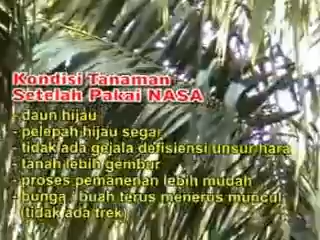 Kondisi Tanaman
Setelah Pakai NASA
- daun hijau
- pelepah hijau segar
- tidak ada gejala defisiensi unsur hara
- tanah lebih gembur
- proses pemanenan lebih mudah
- bunga / buah terus menerus muncul
(tidak ada trek)